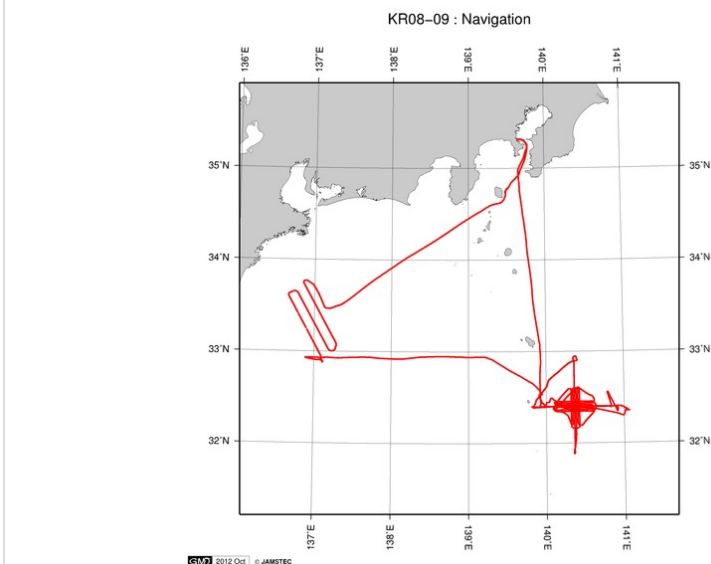 KR08−09 : Navigation
136˚E 137˚E 138˚E 139˚E 140˚E 141˚E
35˚N 35˚N
34˚N 34˚N
33˚N 33˚N
32˚N 32˚N
137˚E 138˚E 139˚E 140˚E 141˚E
GMD 2012 Oct © JAMSTEC